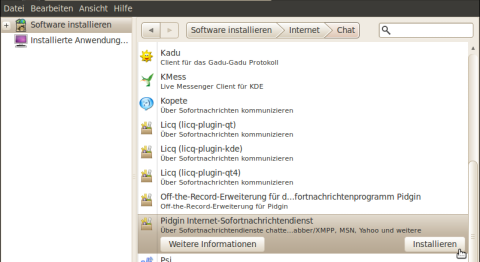 Datei Bearbeiten Ansicht Hilfe
Software installieren
Installierte Anwendung...
Software installieren Internet Chat
Kadu
Client für das Gadu-Gadu Protokoll
KMess
Live Messenger Client für KDE
Kopete
Über Sofortnachrichten kommunizieren
Licq (licq-plugin-qt)
Über Sofortnachrichten kommunizieren
Licq (licq-plugin-kde)
Über Sofortnachrichten kommunizieren
Licq (licq-plugin-qt4)
Über Sofortnachrichten kommunizieren
Off-the-Record-Erweiterung für d...fortnachrichtenprogramm Pidgin
Off-the-Record-Erweiterung für Pidgin
Pidgin Internet-Sofortnachrichtendienst
Über Sofortnachrichtendienste chatte...abber/XMPP, MSN, Yahoo und weitere
Weitere Informationen Installieren
Psi